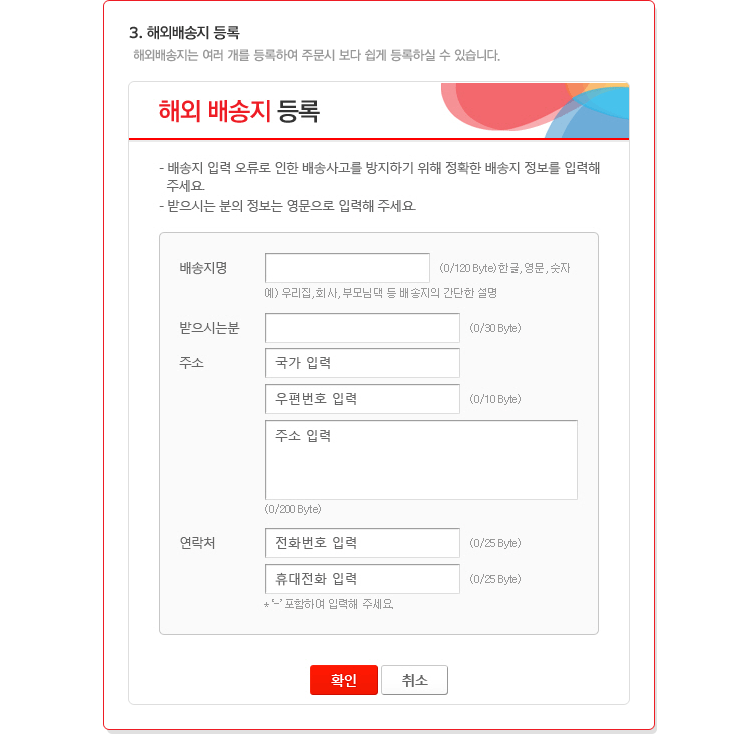 3. 해외배송지 등록
해외배송지는 여러 개를 등록하여 주문시 보다 쉽게 등록하실 수 있습니다.
해외 배송지 등록
- 배송지 입력 오류로 인한 배송사고를 방지하기 위해 정확한 배송지 정보를 입력해
주세요.
- 받으시는 분의 정보는 영문으로 입력해 주세요.
배송지명 (0/120 Byte)한글, 영문, 숫자
예) 우리집, 회사, 부모님댁 등 배송지의 간단한 설명
받으시는분 (0/30 Byte)
주소 국가 입력
우편번호 입력 (0/10 Byte)
주소 입력
(0/200 Byte)
연락처 전화번호 입력 (0/25 Byte)
휴대전화 입력 (0/25 Byte)
* '-' 포함하여 입력해 주세요.
확인 취소